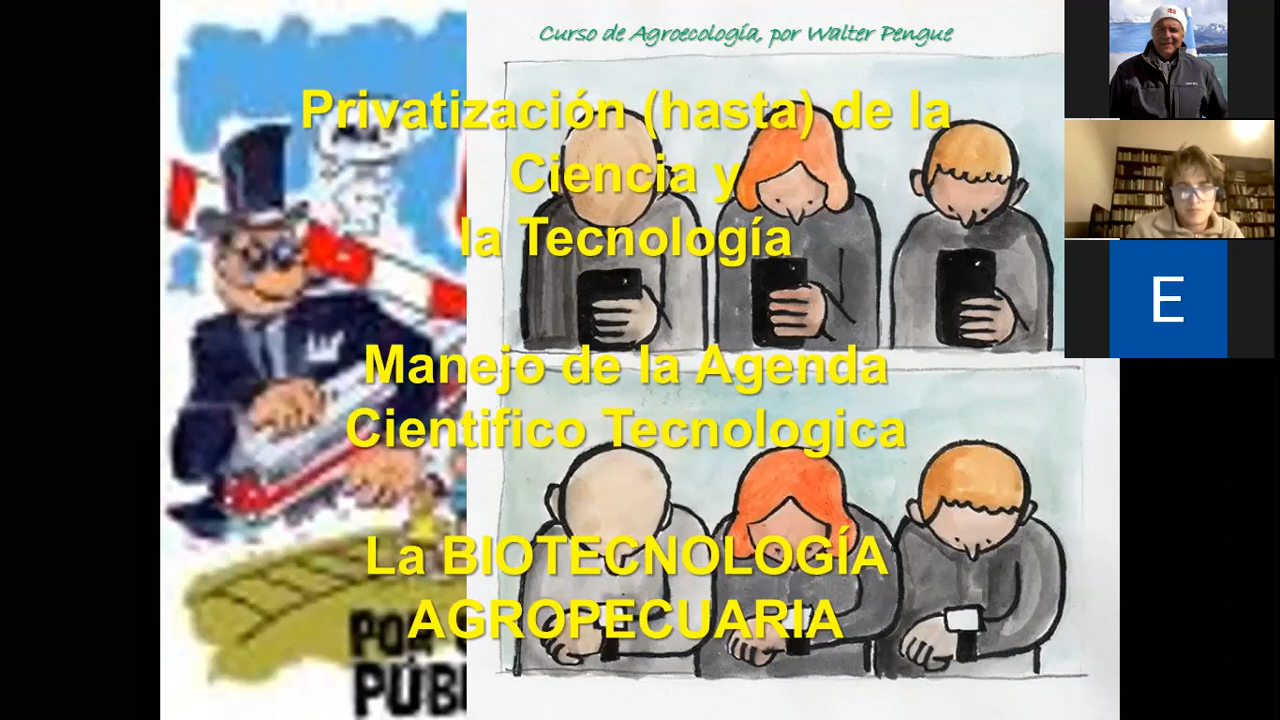 Curso de Agroecología, por Walter Pengue
Privatización (hasta) de la
Ciencia y
la Tecnología
Manejo de la Agenda
Cientifico Tecnologica
La BIOTECNOLOGÍA
AGROPECUARIA
E